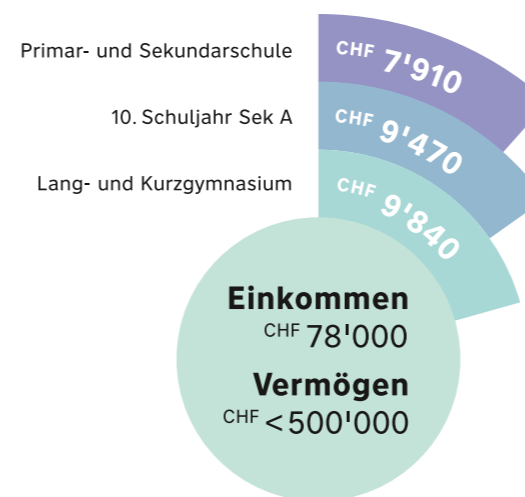 Primar- und Sekundarschule CHF 7'910
10. Schuljahr Sek A CHF 9'470
Lang- und Kurzgymnasium CHF 9'840
Einkommen
CHF 78'000
Vermögen
CHF <500'000